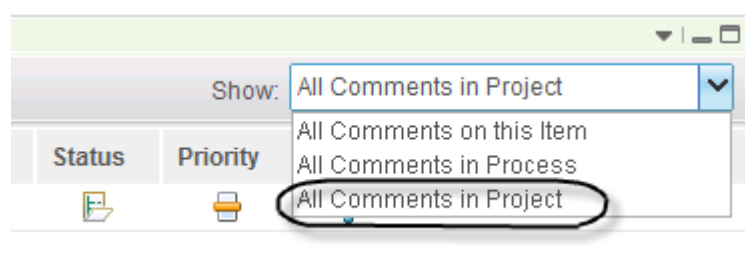 Show: All Comments in Project
All Comments on this Item
Status Priority
All Comments in Process
All Comments in Project